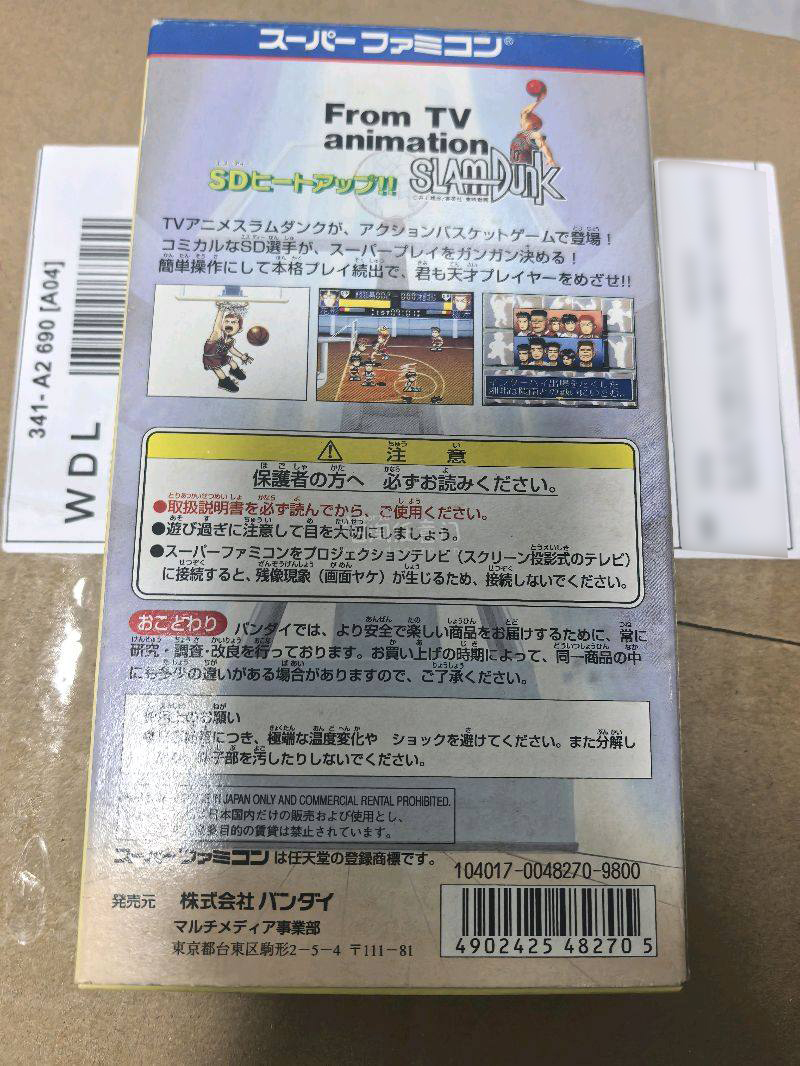 スーパーファミコン®
From TV
animation
SLAMDUNK
SDヒートアップ!!
TVアニメスラムダンクが、アクションバスケットゲームで登場！
コミカルなSD選手が、スーパープレイをガンガン決める！
簡単操作にして本格プレイ続出で、君も天才プレイヤーをめざせ!!
注 意
保護者の方へ 必ずお読みください。
●取扱説明書を必ず読んでから、ご使用ください。
●遊び過ぎに注意して目を大切にしましょう。
●スーパーファミコンをプロジェクションテレビ（スクリーン投影式のテレビ）
に接続すると、残像現象（画面ヤケ）が生じるため、接続しないでください。
おことわり バンダイでは、より安全で楽しい商品をお届けするために、常に
研究・調査・改良を行っております。お買い上げの時期によって、同一商品の中
にも多少の違いがある場合がありますので、ご了承ください。
お願い
につき、極端な温度変化や ショックを避けてください。また分解し
子部を汚したりしないでください。
IN JAPAN ONLY AND COMMERCIAL RENTAL PROHIBITED.
日本国内だけの販売および使用とし、
目的の賃貸は禁止されています。
スーパーファミコンは任天堂の登録商標です。
104017-0048270-9800
発売元 株式会社 バンダイ
マルチメディア事業部
東京都台東区駒形2-5-4 〒111-81
4902425 482705
341- A2 690 [A04]
WDL